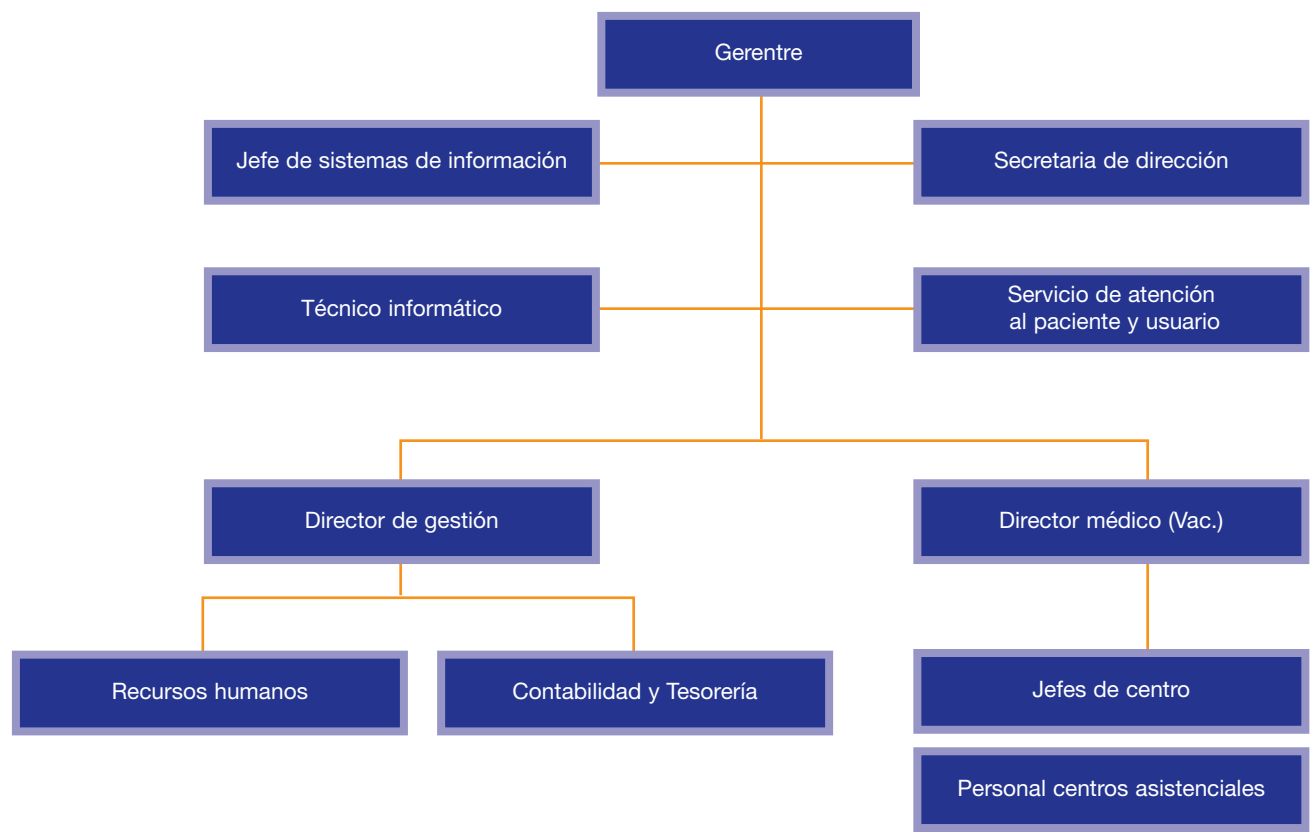 Gerentre
Jefe de sistemas de información
Secretaria de dirección
Técnico informático
Servicio de atención
al paciente y usuario
Director de gestión
Director médico (Vac.)
Recursos humanos
Contabilidad y Tesorería
Jefes de centro
Personal centros asistenciales